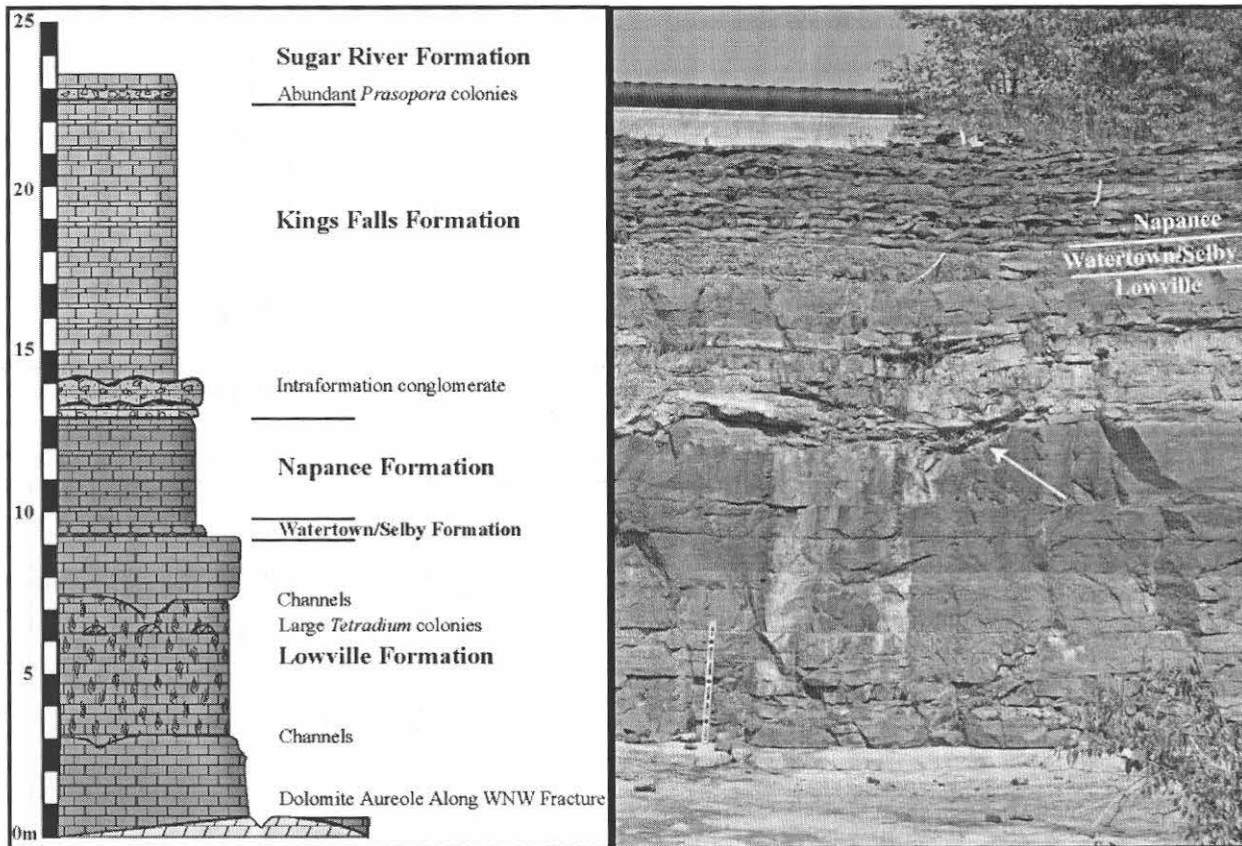 25
Sugar River Formation
Abundant Prasopora colonies
20
Kings Falls Formation
15
Intraformation conglomerate
Napanee Formation
10
Watertown/Selby Formation
Channels
Large Tetradium colonies
Lowville Formation
5
Channels
Dolomite Aureole Along WNW Fracture
0m
Napanee
Watertown/Selby
Lowville